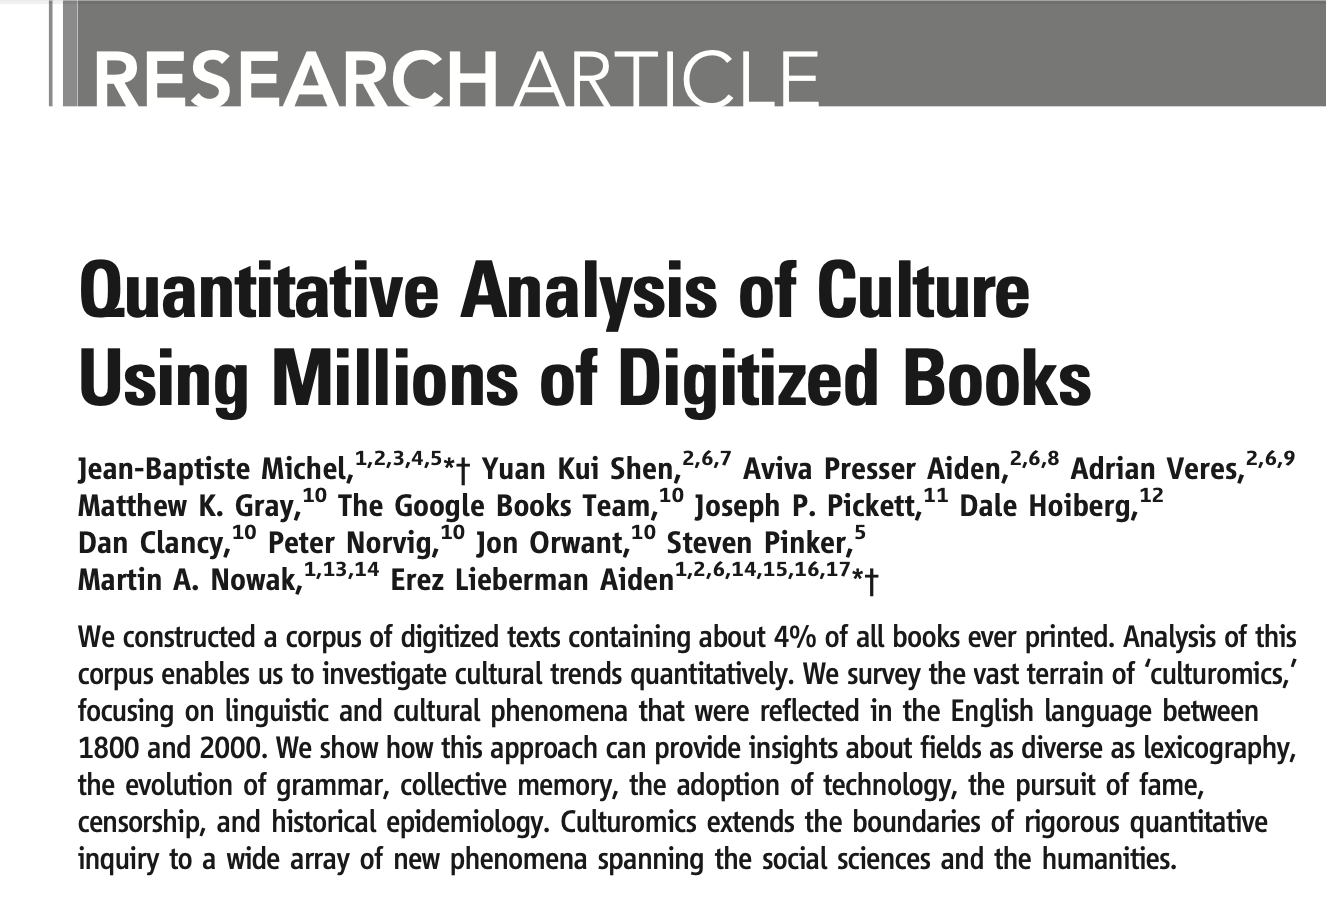 RESEARCH ARTICLE
Quantitative Analysis of Culture
Using Millions of Digitized Books
Jean-Baptiste Michel,1,2,3,4,5*† Yuan Kui Shen,2,6,7 Aviva Presser Aiden,2,6,8 Adrian Veres,2,6,9
Matthew K. Gray,10 The Google Books Team,10 Joseph P. Pickett,11 Dale Hoiberg,12
Dan Clancy,10 Peter Norvig,10 Jon Orwant,10 Steven Pinker,5
Martin A. Nowak,1,13,14 Erez Lieberman Aiden1,2,6,14,15,16,17*†
We constructed a corpus of digitized texts containing about 4% of all books ever printed. Analysis of this
corpus enables us to investigate cultural trends quantitatively. We survey the vast terrain of ‘culturomics,’
focusing on linguistic and cultural phenomena that were reflected in the English language between
1800 and 2000. We show how this approach can provide insights about fields as diverse as lexicography,
the evolution of grammar, collective memory, the adoption of technology, the pursuit of fame,
censorship, and historical epidemiology. Culturomics extends the boundaries of rigorous quantitative
inquiry to a wide array of new phenomena spanning the social sciences and the humanities.